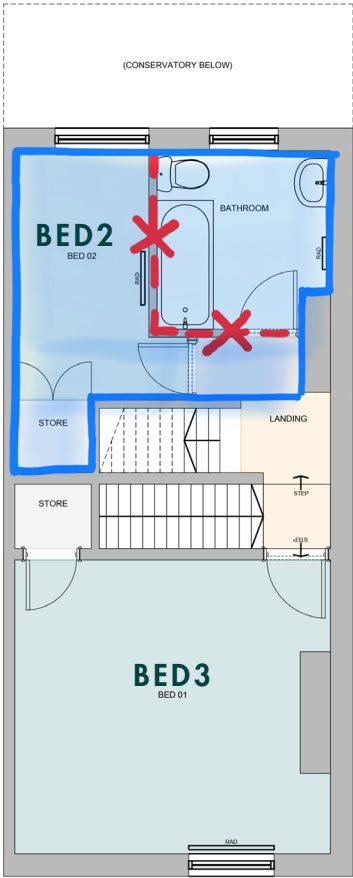 (CONSERVATORY BELOW)
BATHROOM
BED2
BED 02
RAD
RAD
STORE
LANDING
STORE
STEP
STEP
BED3
BED 01
RAD